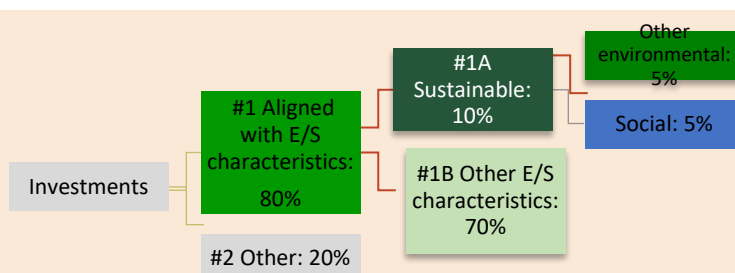 Investments
#1 Aligned
with E/S
characteristics:
80%
#2 Other: 20%
#1A
Sustainable:
10%
#1B Other E/S
characteristics:
70%
Other
environmental:
5%
Social: 5%